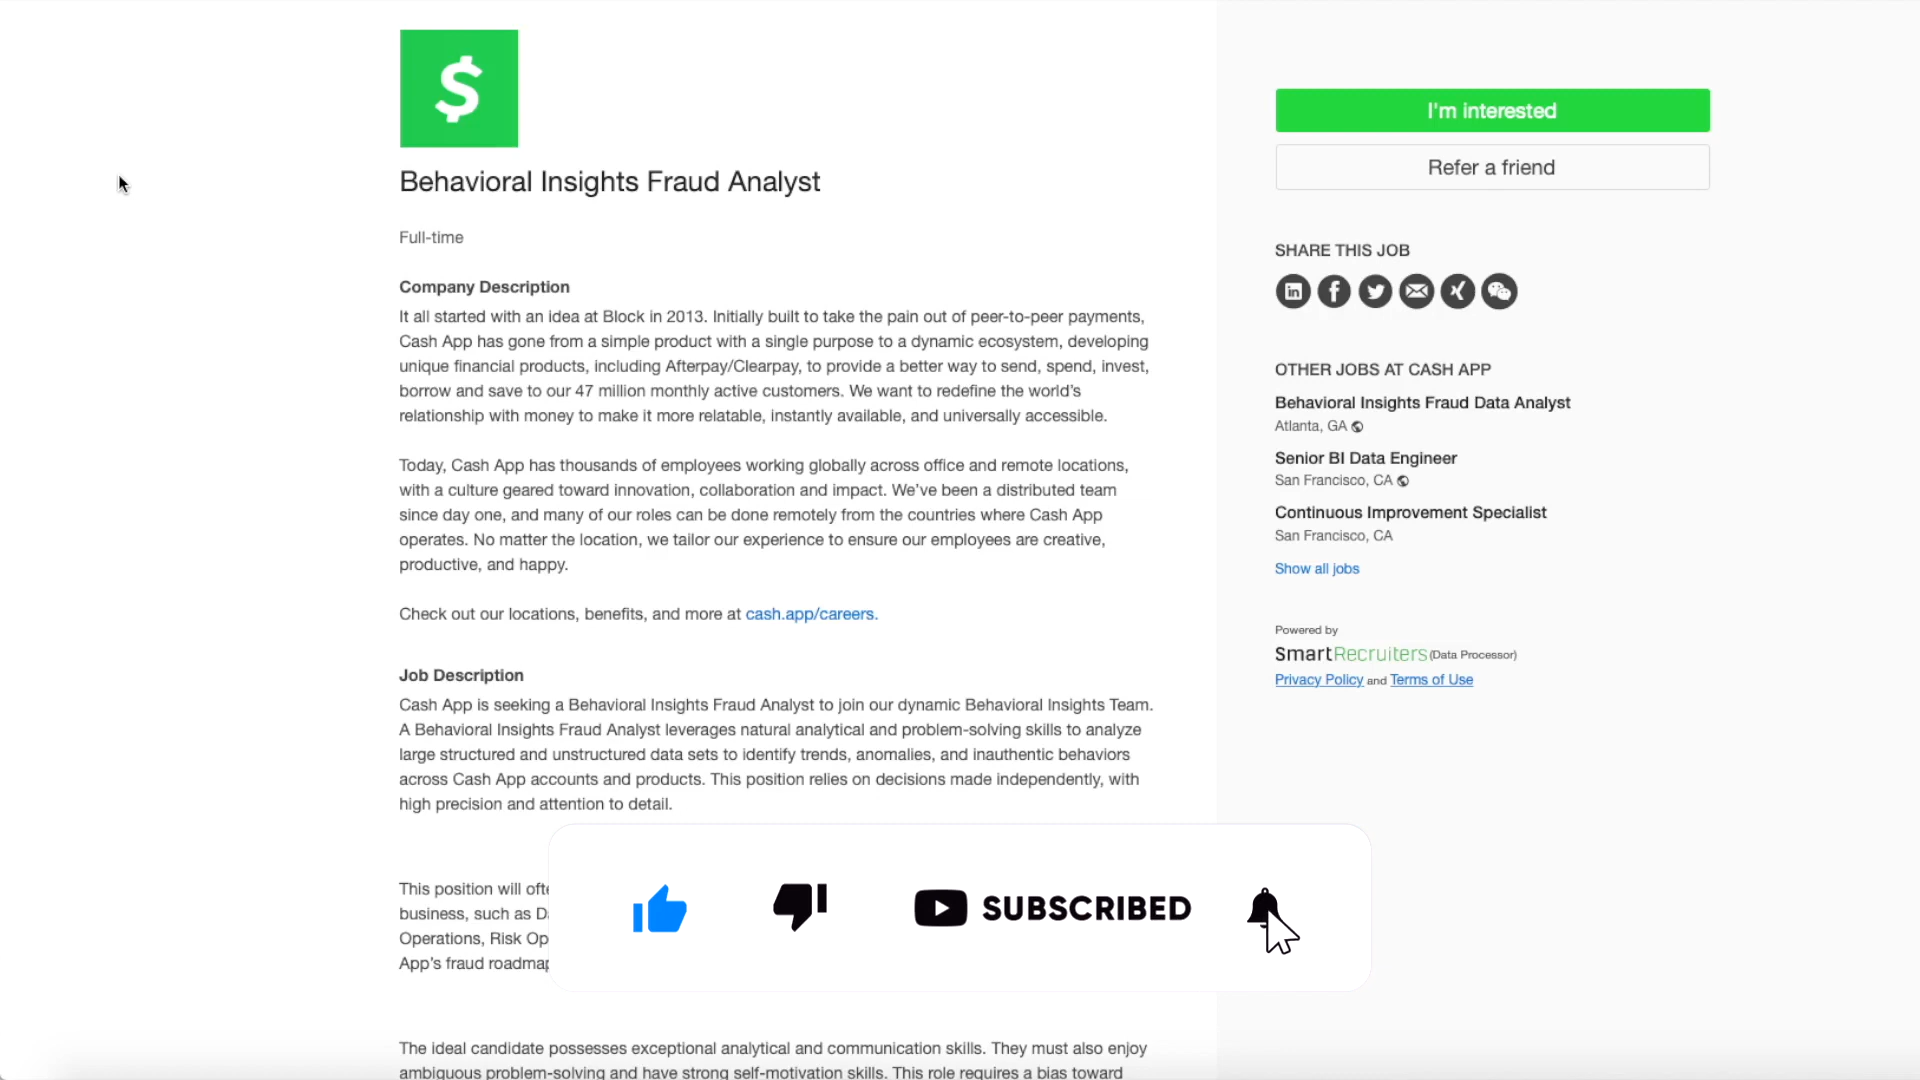 $
Behavioral Insights Fraud Analyst
Full-time
Company Description
It all started with an idea at Block in 2013. Initially built to take the pain out of peer-to-peer payments,
Cash App has gone from a simple product with a single purpose to a dynamic ecosystem, developing
unique financial products, including Afterpay/Clearpay, to provide a better way to send, spend, invest,
borrow and save to our 47 million monthly active customers. We want to redefine the world's
relationship with money to make it more relatable, instantly available, and universally accessible.
Today, Cash App has thousands of employees working globally across office and remote locations,
with a culture geared toward innovation, collaboration and impact. We've been a distributed team
since day one, and many of our roles can be done remotely from the countries where Cash App
operates. No matter the location, we tailor our experience to ensure our employees are creative,
productive, and happy.
Check out our locations, benefits, and more at cash.app/careers.
Job Description
Cash App is seeking a Behavioral Insights Fraud Analyst to join our dynamic Behavioral Insights Team.
A Behavioral Insights Fraud Analyst leverages natural analytical and problem-solving skills to analyze
large structured and unstructured data sets to identify trends, anomalies, and inauthentic behaviors
across Cash App accounts and products. This position relies on decisions made independently, with
high precision and attention to detail.
This position will
business, such as
Operations, Risk
App's fraud
The ideal candidate possesses exceptional analytical and communication skills. They must also enjoy
ambiguous problem-solving and have strong self-motivation skills. This role requires a bias toward
SUBSCRIBED
I'm interested
Refer a friend
SHARE THIS JOB
OTHER JOBS AT CASH APP
Behavioral Insights Fraud Data Analyst
Atlanta, GA
Senior BI Data Engineer
San Francisco, CA
Continuous Improvement Specialist
San Francisco, CA
Show all jobs
Powered by
SmartRecruiters (Data Processor)
Privacy Policy and Terms of Use